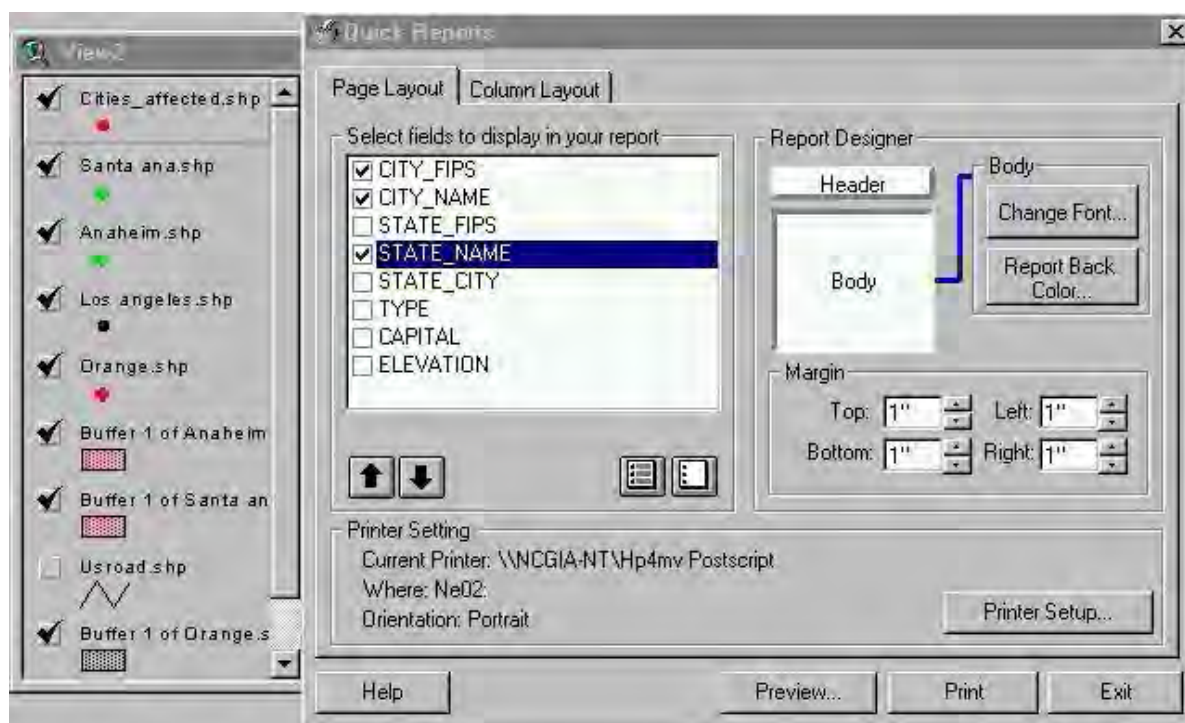 View2
Cities_affected.shp
Santa ana.shp
Anaheim.shp
Los angeles.shp
Orange.shp
Buffer 1 of Anaheim
Buffer 1 of Santa an
Usroad.shp
Buffer 1 of Orange.s
Quick Reports
Page Layout
Column Layout
Select fields to display in your report
CITY_FIPS
CITY_NAME
STATE_FIPS
STATE_NAME
STATE_CITY
TYPE
CAPITAL
ELEVATION
Report Designer
Header
Body
Body
Change Font...
Report Back
Color...
Margin
Top: 1" Left: 1"
Bottom: 1" Right: 1"
Printer Setting
Current Printer: \\NCGIA-NT\Hp4mv Postscript
Where: Ne02:
Orientation: Portrait
Printer Setup...
Help
Preview...
Print
Exit